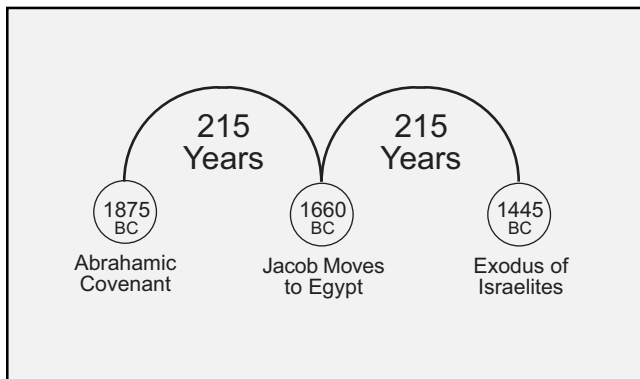 215
Years
215
Years
1875
BC
1660
BC
1445
BC
Abrahamic
Covenant
Jacob Moves
to Egypt
Exodus of
Israelites